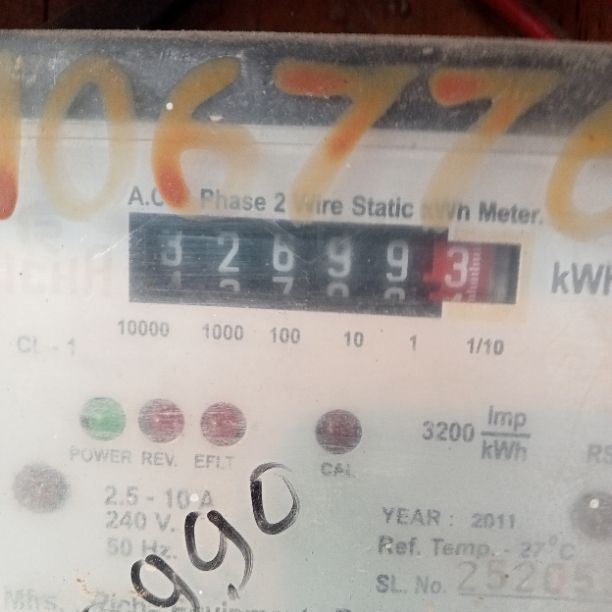 106776
A.C. Phase 2 Wire Static kWh Meter.
3 2 6 9 9 3
kWh
10000 1000 100 10 1 1/10
CL - 1
3200 Imp/kWh
POWER REV. EFLT
CAL
2.5 - 10 A
240 V.
50 Hz.
990
YEAR : 2011
Ref. Temp. - 27°C
SL. No. 25205
Mfrs.